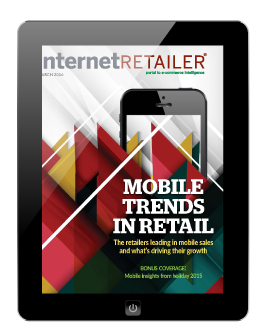 nternetRETAILER®
portal to e-commerce intelligence
MOBILE
TRENDS
IN RETAIL
The retailers leading in mobile sales
and what's driving their growth
BONUS COVERAGE:
Mobile insights from holiday 2015